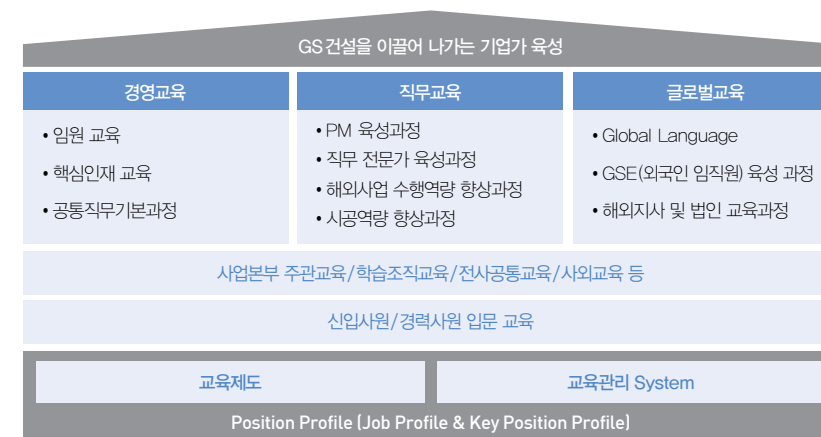 GS건설을 이끌어 나가는 기업가 육성
경영교육
• 임원 교육
• 핵심인재 교육
• 공통직무기본과정
직무교육
• PM 육성과정
• 직무 전문가 육성과정
• 해외사업 수행역량 향상과정
• 시공역량 향상과정
글로벌교육
• Global Language
• GSE(외국인 임직원) 육성 과정
• 해외지사 및 법인 교육과정
사업본부 주관교육/학습조직교육/전사공통교육/사외교육 등
신입사원/경력사원 입문 교육
교육제도
교육관리 System
Position Profile (Job Profile & Key Position Profile)